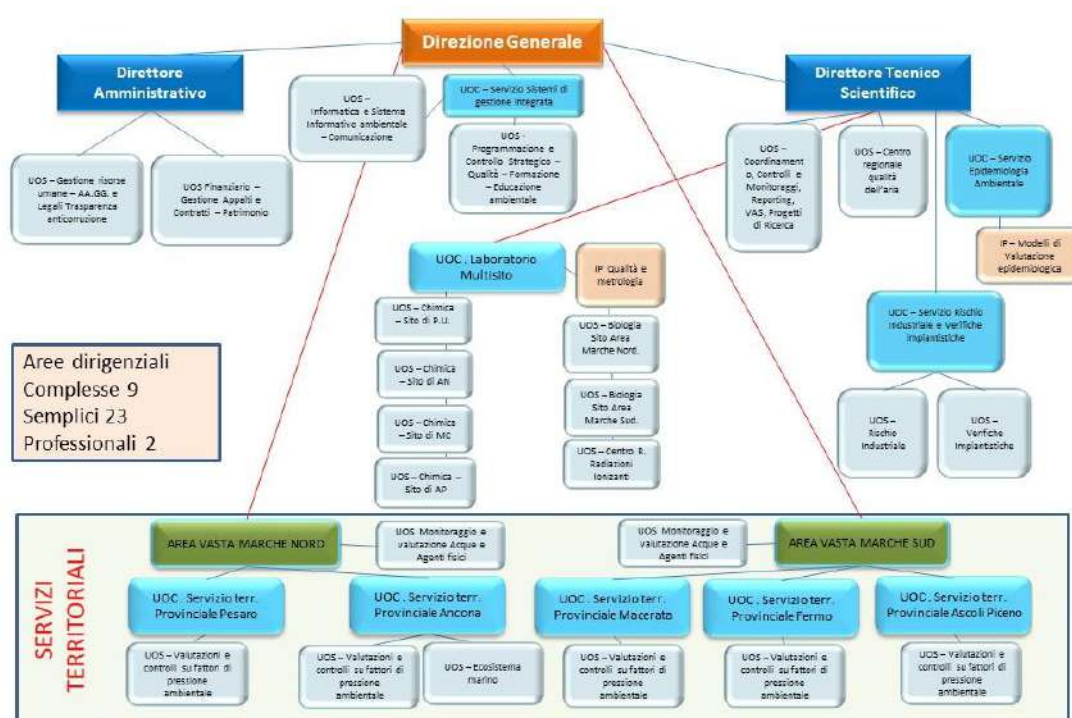 Direzione Generale
Direttore
Amministrativo
UOS –
Informatica e Sistema
Informativo ambientale
– Comunicazione
UOC – Servizio Sistemi di
gestione integrata
UOS -
Programmazione e
Controllo Strategico –
Qualità – Formazione
– Educazione
ambientale
Direttore Tecnico
Scientifico
UOS – Gestione risorse
umane – AA.GG. e
Legali Trasparenza
anticorruzione
UOS Finanziario –
Gestione Appalti e
Contratti – Patrimonio
UOS –
Coordinament
o, Controlli e
Monitoraggi,
Reporting,
VAS, Progetti
di Ricerca
UOS – Centro
regionale
qualità
dell'aria
UOC – Servizio
Epidemiologia
Ambientale
IP – Modelli di
Valutazione
epidemiologica
UOC . Laboratorio
Multisito
IP Qualità e
metrologia
UOS – Chimica
– Sito di P.U.
UOS – Chimica
– Sito di AN
UOS – Chimica
– Sito di MC
UOS – Chimica –
Sito di AP
UOS – Biologia
Sito Area
Marche Nord.
UOS – Biologia
Sito Area
Marche Sud.
UOS – Centro R.
Radiazioni
Ionizanti
UOC – Servizio Rischio
Industriale e verifiche
impiantistiche
UOS –
Rischio
Industriale
UOS –
Verifiche
Impiantistiche
Aree dirigenziali
Complesse 9
Semplici 23
Professionali 2
SERVIZI
TERRITORIALI
AREA VASTA MARCHE NORD
UOS Monitoraggio e
valutazione Acque e
Agenti fisici
UOS Monitoraggio e
valutazione Acque e
Agenti fisici
AREA VASTA MARCHE SUD
UOC . Servizio terr.
Provinciale Pesaro
UOC . Servizio terr.
Provinciale Ancona
UOC . Servizio terr.
Provinciale Macerata
UOC . Servizio terr.
Provinciale Fermo
UOC . Servizio terr.
Provinciale Ascoli Piceno
UOS – Valutazioni e
controlli su fattori di
pressione
ambientale
UOS – Valutazioni e
controlli su fattori di
pressione
ambientale
UOS – Ecosistema
marino
UOS – Valutazioni e
controlli su fattori di
pressione
ambientale
UOS – Valutazioni e
controlli su fattori di
pressione
ambientale
UOS – Valutazioni e
controlli su fattori di
pressione
ambientale